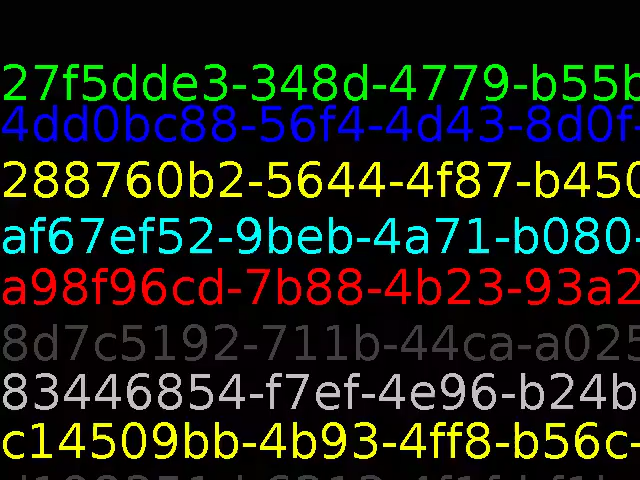 27f5dde3-348d-4779-b55b
4dd0bc88-56f4-4d43-8d0f-
288760b2-5644-4f87-b450
af67ef52-9beb-4a71-b080-
a98f96cd-7b88-4b23-93a2
8d7c5192-711b-44ca-a025
83446854-f7ef-4e96-b24b
c14509bb-4b93-4ff8-b56c-